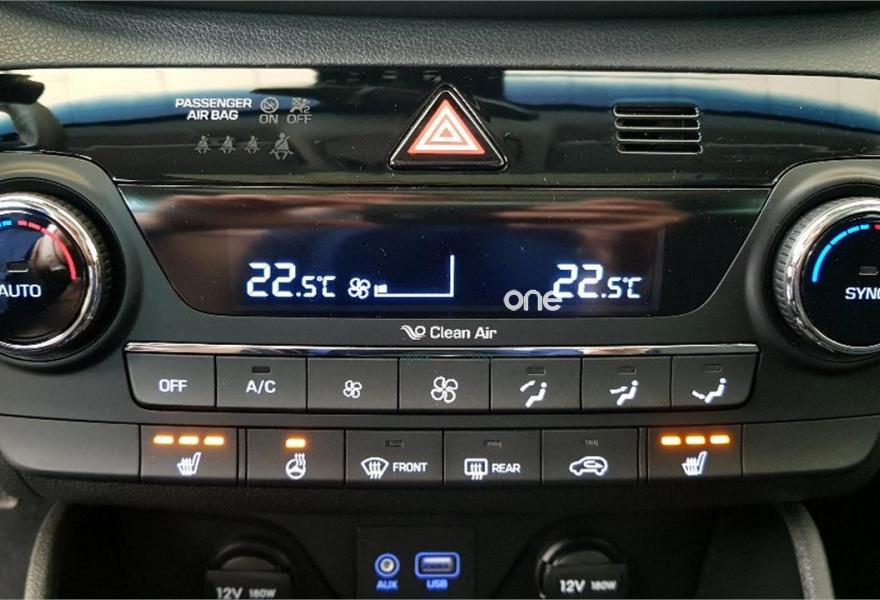 PASSENGER
AIR BAG
ON OFF
22.5°C
22.5°C
one
Clean Air
AUTO
SYNC
OFF
A/C
FRONT
REAR
12V 180W
AUX
USB
12V 180W